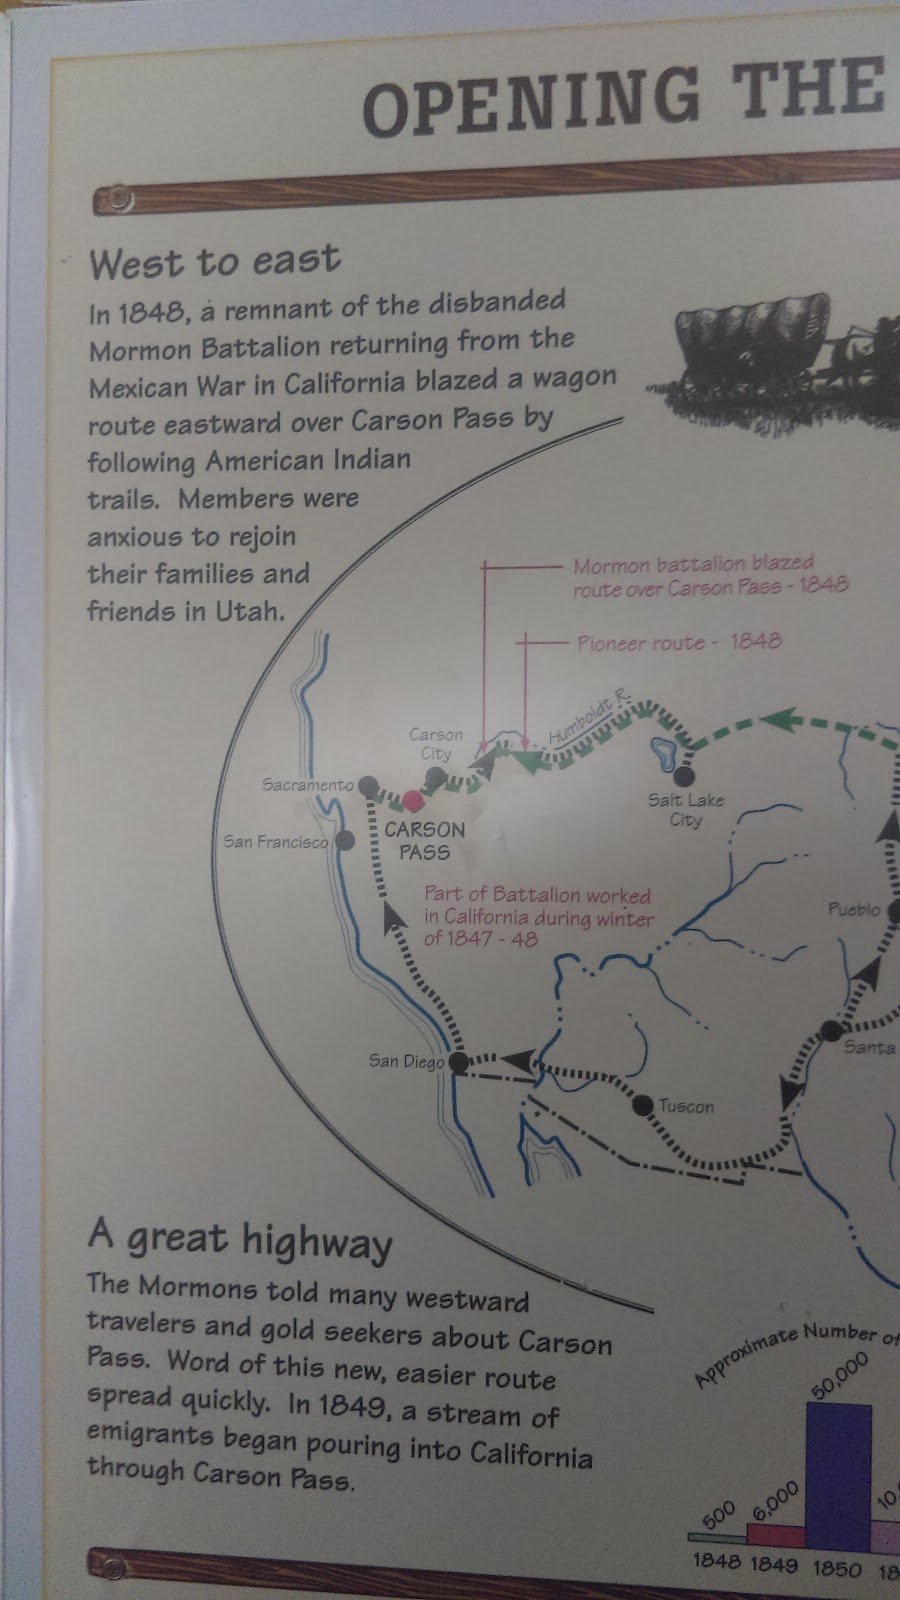 OPENING THE
West to east
In 1848, a remnant of the disbanded
Mormon Battalion returning from the
Mexican War in California blazed a wagon
route eastward over Carson Pass by
following American Indian
trails. Members were
anxious to rejoin
their families and
friends in Utah.
Mormon battalion blazed
route over Carson Pass - 1848
Pioneer route - 1848
Humboldt R.
Carson
City
Sacramento
Salt Lake
City
San Francisco
CARSON
PASS
Part of Battalion worked
in California during winter
of 1847 - 48
Pueblo
Santa
San Diego
Tuscon
A great highway
The Mormons told many westward
travelers and gold seekers about Carson
Pass. Word of this new, easier route
spread quickly. In 1849, a stream of
emigrants began pouring into California
through Carson Pass.
Approximate Number of
500
6,000
50,000
10,
1848 1849 1850 18